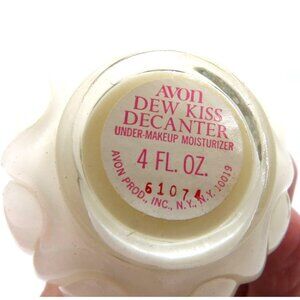 AVON
DEW KISS
DECANTER
UNDER-MAKEUP MOISTURIZER
4 FL. OZ.
61074
AVON PROD., INC., N.Y., N.Y. 10019